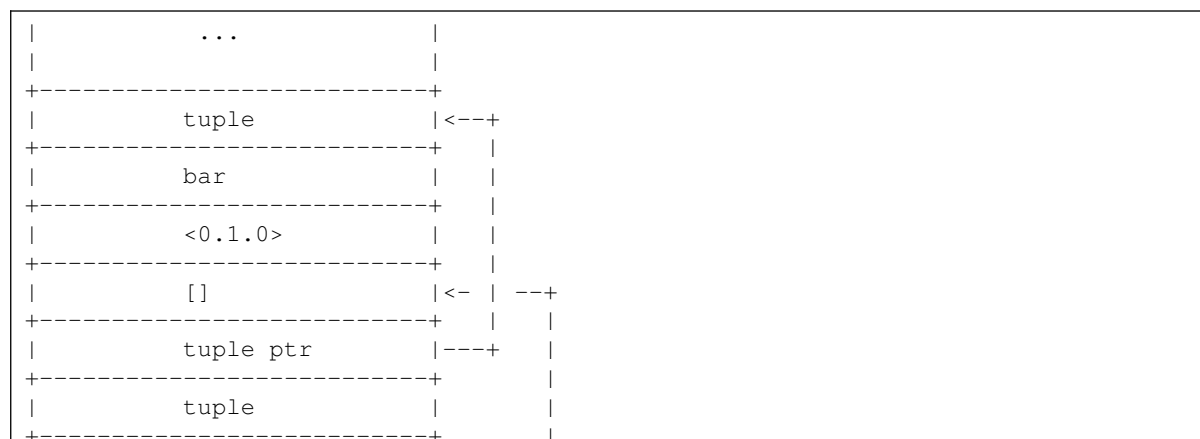 |           ...              |
|                            |
+---------------------------+
|          tuple             |<--+
+---------------------------+   |
|          bar               |   |
+---------------------------+   |
|          <0.1.0>           |   |
+---------------------------+   |
|          []                |<- | --+
+---------------------------+   |   |
|          tuple ptr         |---+   |
+---------------------------+       |
|          tuple             |       |
+---------------------------+       |